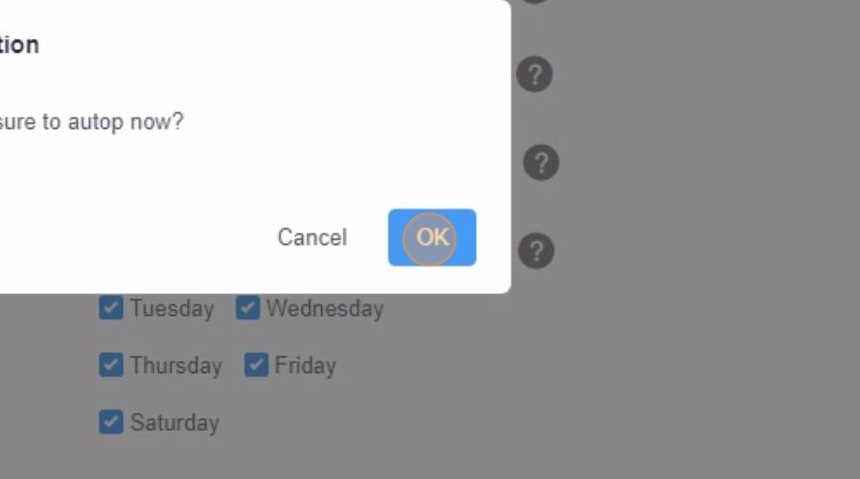 tion
sure to autop now?
Cancel OK
Tuesday Wednesday
Thursday Friday
Saturday